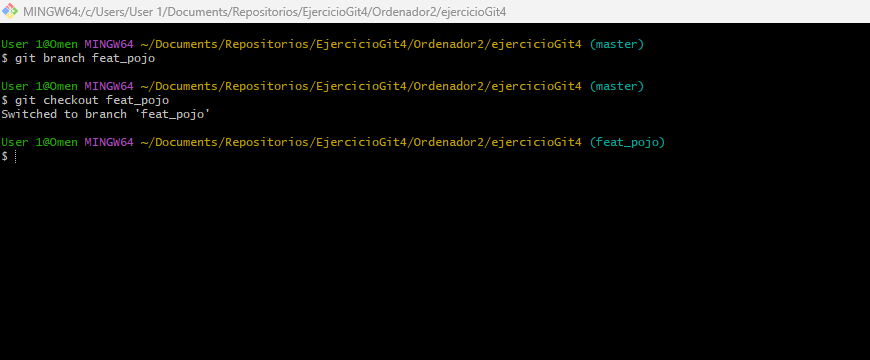 MINGW64:/c/Users/User 1/Documents/Repositorios/EjercicioGit4/Ordenador2/ejercicioGit4
User 1@Omen MINGW64 ~/Documents/Repositorios/EjercicioGit4/Ordenador2/ejercicioGit4 (master)
$ git branch feat_pojo
User 1@Omen MINGW64 ~/Documents/Repositorios/EjercicioGit4/Ordenador2/ejercicioGit4 (master)
$ git checkout feat_pojo
Switched to branch 'feat_pojo'
User 1@Omen MINGW64 ~/Documents/Repositorios/EjercicioGit4/Ordenador2/ejercicioGit4 (feat_pojo)
$